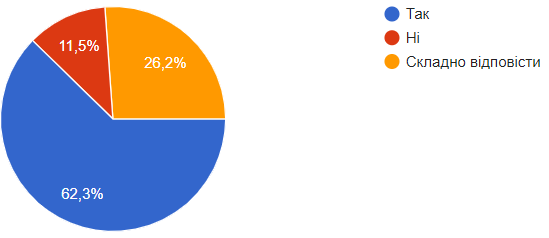 Так
Ні
Складно відповісти
11,5%
26,2%
62,3%